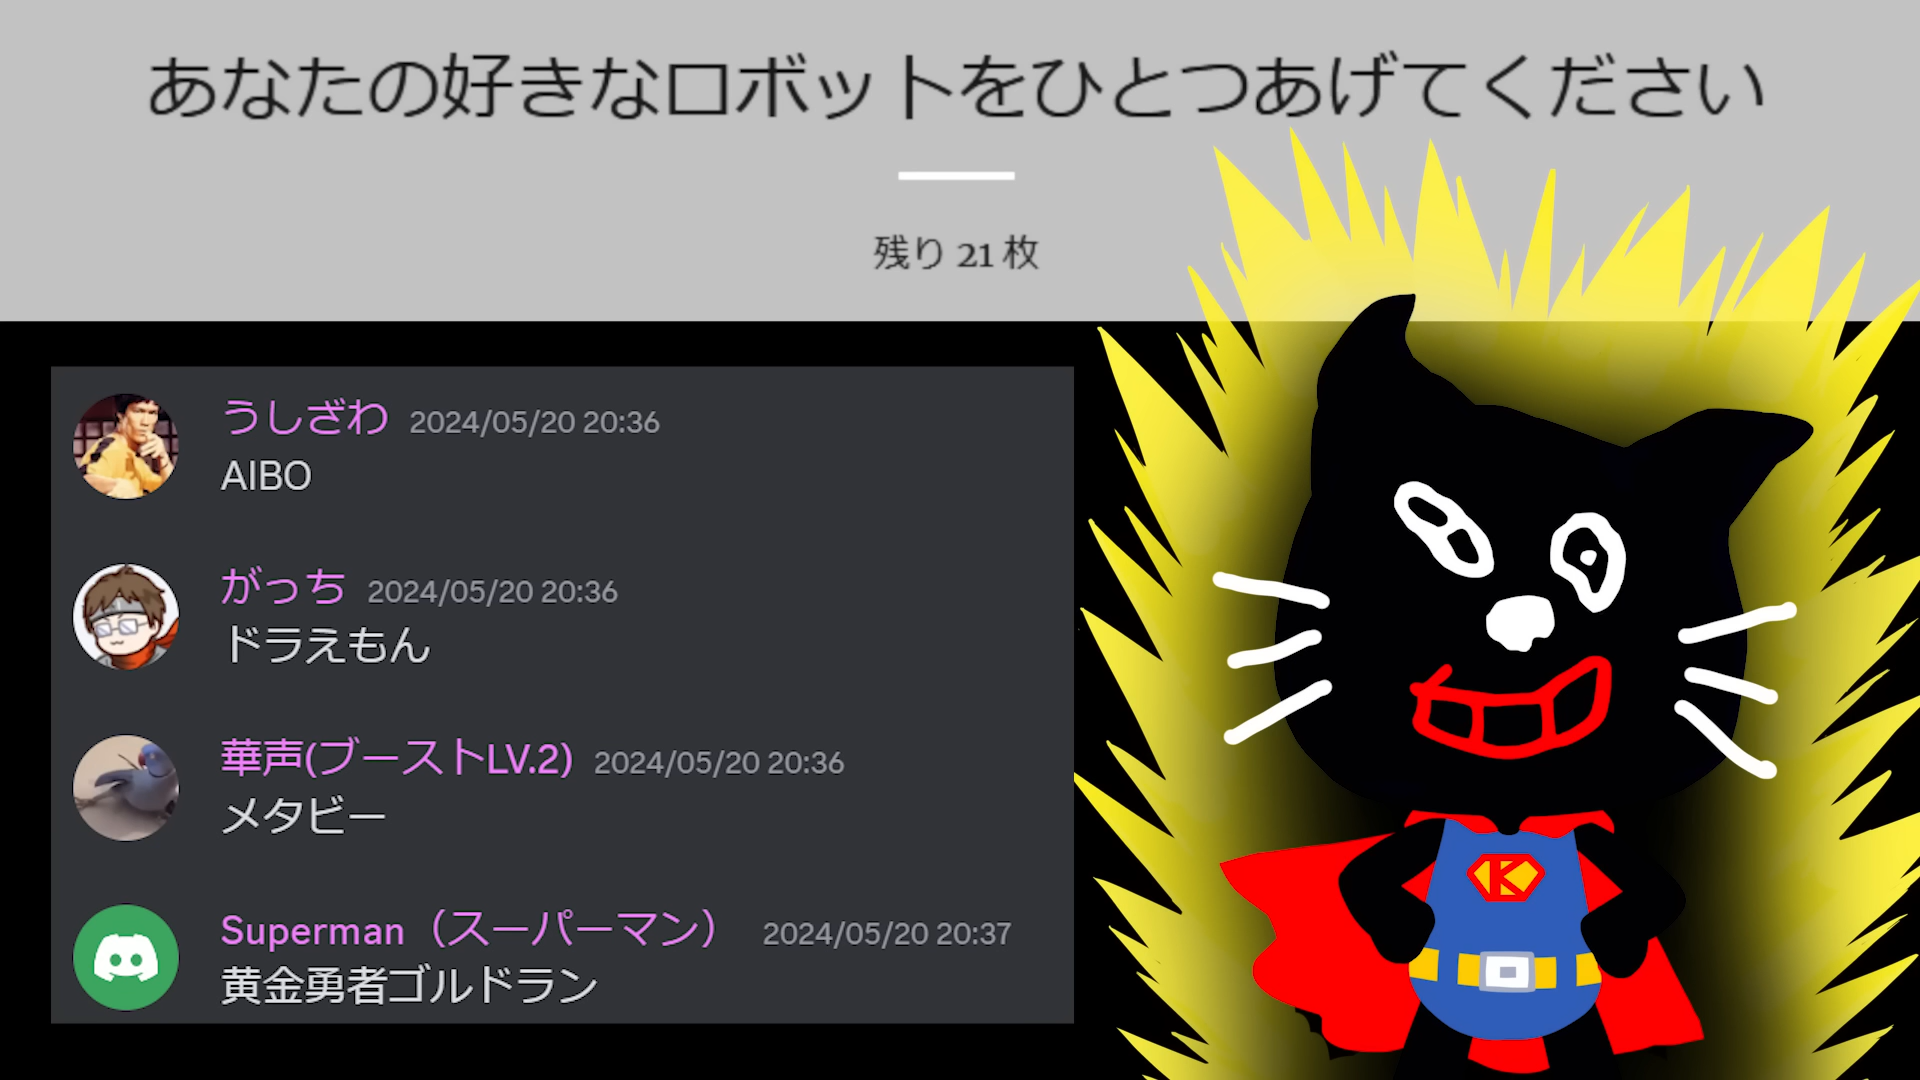 あなたの好きなロボットをひとつあげてください
残り 21 枚
うしざわ 2024/05/20 20:36
AIBO
がっち 2024/05/20 20:36
ドラえもん
華声(ブーストLV.2) 2024/05/20 20:36
メタビー
Superman（スーパーマン） 2024/05/20 20:37
黄金勇者ゴルドラン
K